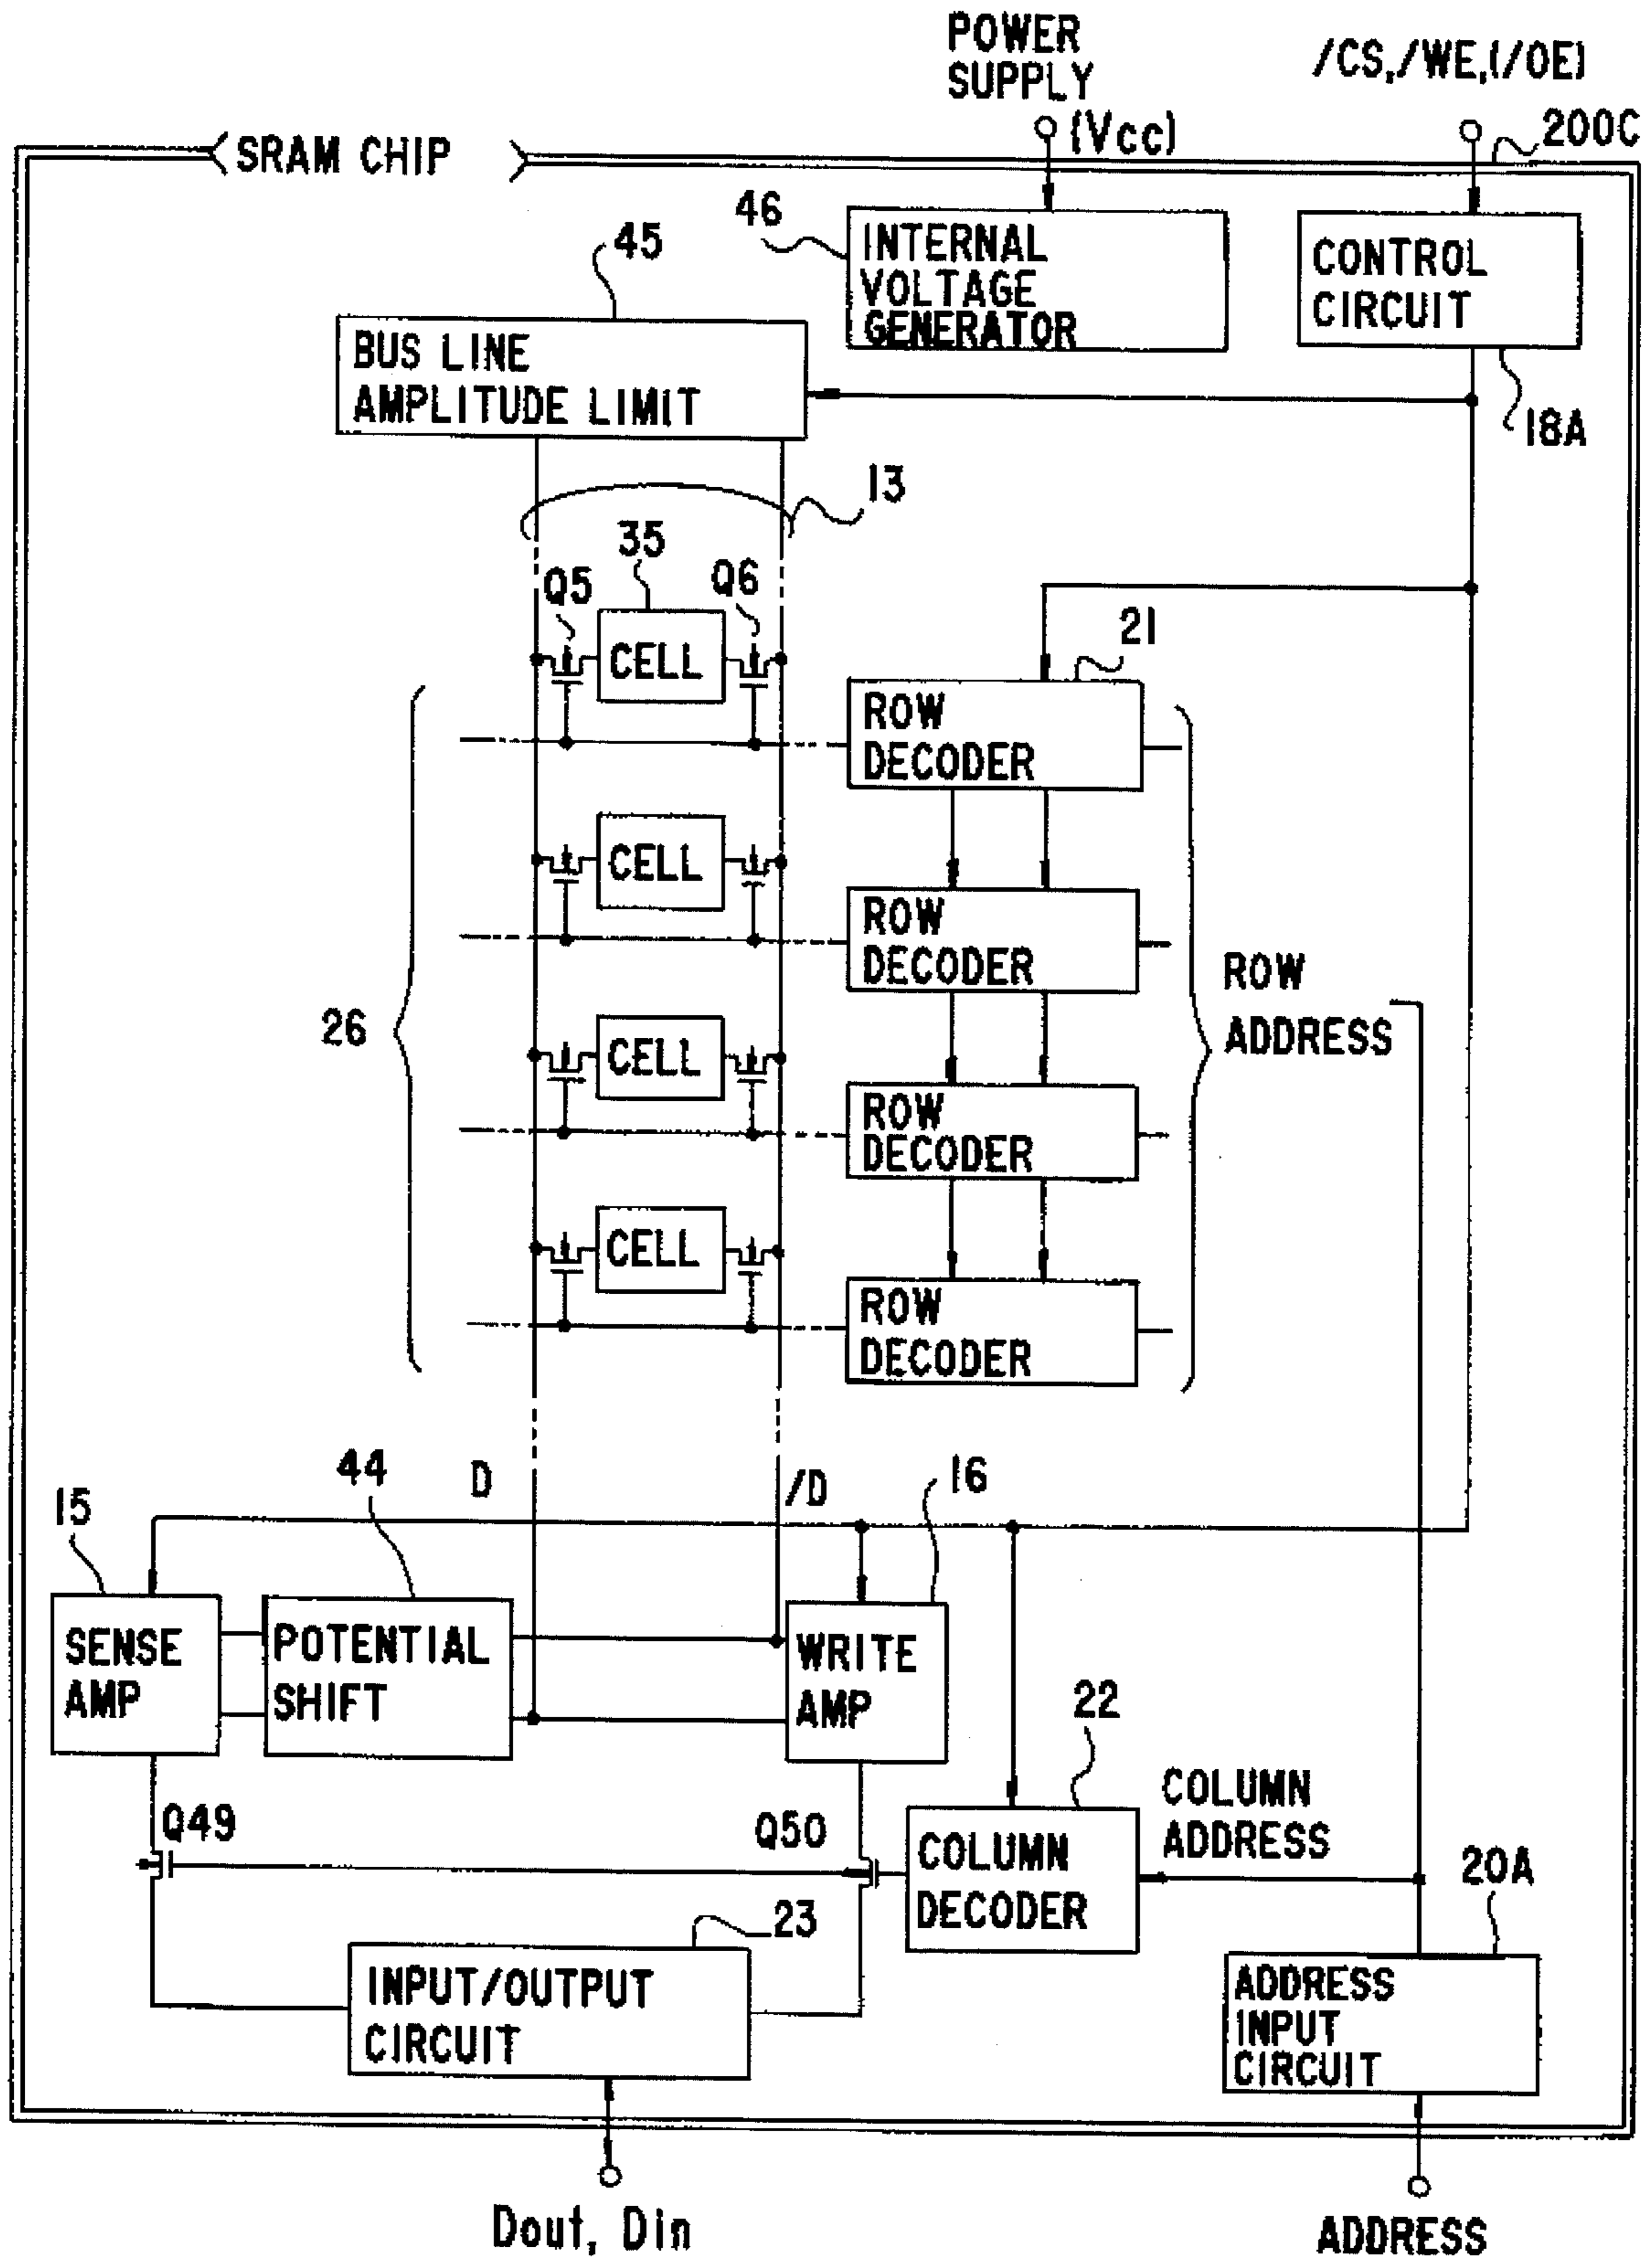 POWER
SUPPLY
(Vcc)
/CS,/WE,(/OE)
200C
SRAM CHIP
46
45
INTERNAL
VOLTAGE
GENERATOR
CONTROL
CIRCUIT
BUS LINE
AMPLITUDE LIMIT
18A
13
35
Q5
Q6
CELL
21
ROW
DECODER
CELL
ROW
DECODER
26
ROW
ADDRESS
CELL
ROW
DECODER
CELL
ROW
DECODER
44
D
/D
16
15
SENSE
AMP
POTENTIAL
SHIFT
WRITE
AMP
22
COLUMN
ADDRESS
Q49
Q50
COLUMN
DECODER
20A
23
INPUT/OUTPUT
CIRCUIT
ADDRESS
INPUT
CIRCUIT
Dout, Din
ADDRESS